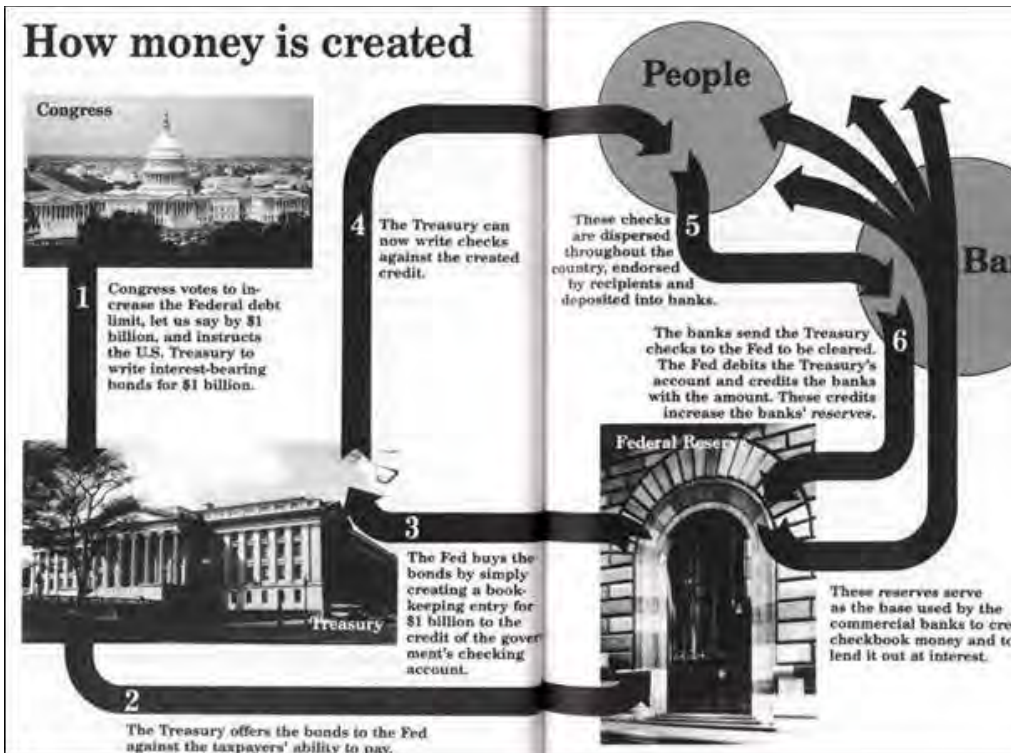 How money is created
Congress
1
Congress votes to in-
crease the Federal debt
limit, let us say by $1
billion, and instructs
the U.S. Treasury to
write interest-bearing
bonds for $1 billion.
Treasury
2
The Treasury offers the bonds to the Fed
against the taxpayers' ability to pay.
3
The Fed buys the
bonds by simply
creating a book-
keeping entry for
$1 billion to the
credit of the gover
ment's checking
account.
4
The Treasury can
now write checks
against the created
credit.
People
5
These checks
are dispersed
throughout the
country, endorsed
by recipients and
deposited into banks.
Ba
6
The banks send the Treasury
checks to the Fed to be cleared.
The Fed debits the Treasury's
account and credits the banks
with the amount. These credits
increase the banks' reserves.
Federal Reserve
These reserves serve
as the base used by the
commercial banks to cre
checkbook money and to
lend it out at interest.